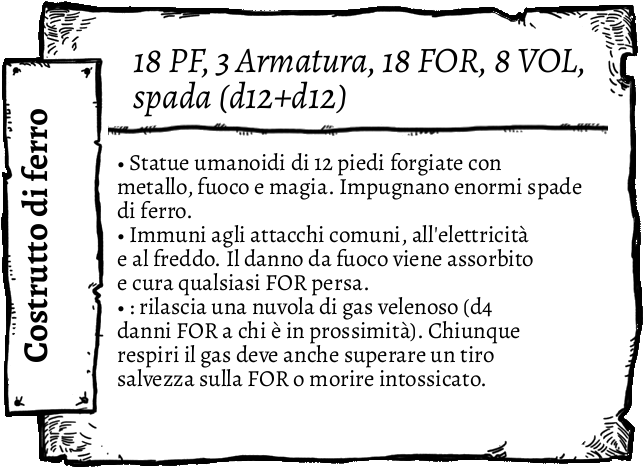 Costrutto di ferro
18 PF, 3 Armatura, 18 FOR, 8 VOL,
spada (d12+d12)
• Statue umanoidi di 12 piedi forgiate con
metallo, fuoco e magia. Impugnano enormi spade
di ferro.
• Immuni agli attacchi comuni, all'elettricità
e al freddo. Il danno da fuoco viene assorbito
e cura qualsiasi FOR persa.
• : rilascia una nuvola di gas velenoso (d4
danni FOR a chi è in prossimità). Chiunque
respiri il gas deve anche superare un tiro
salvezza sulla FOR o morire intossicato.